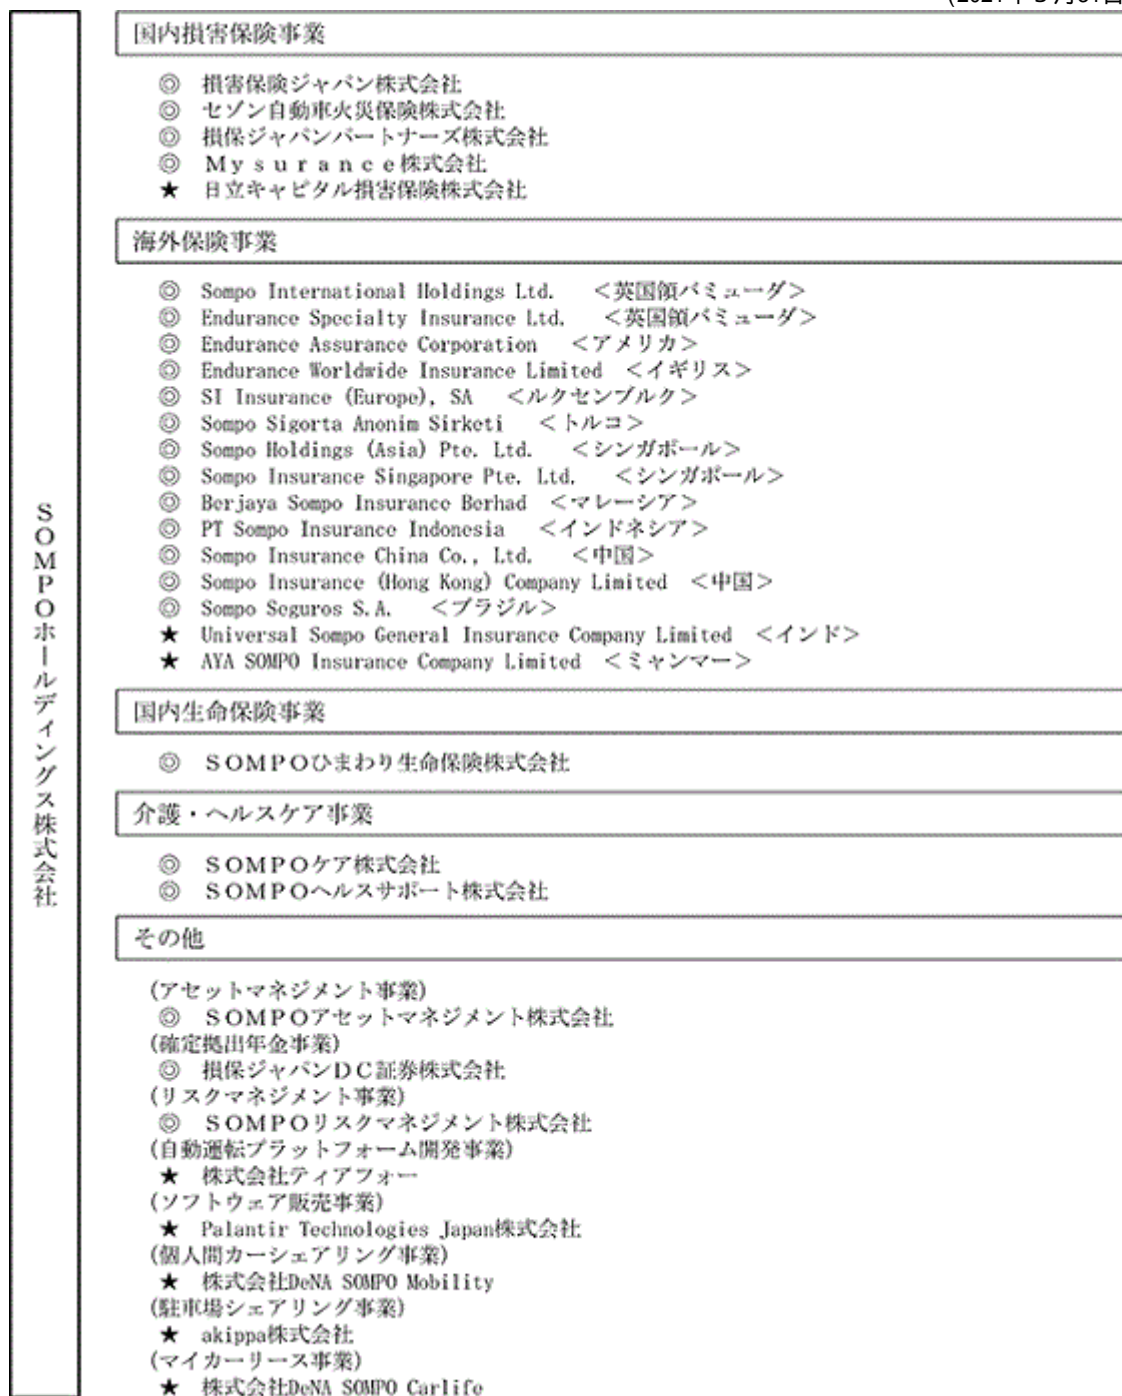 国内損害保険事業
◎ 損害保険ジャパン株式会社
◎ セゾン自動車火災保険株式会社
◎ 損保ジャパンパートナーズ株式会社
◎ Ｍｙｓｕｒａｎｃｅ株式会社
★ 日立キャピタル損害保険株式会社
海外保険事業
◎ Sompo International Holdings Ltd. ＜英国領バミューダ＞
◎ Endurance Specialty Insurance Ltd. ＜英国領バミューダ＞
◎ Endurance Assurance Corporation ＜アメリカ＞
◎ Endurance Worldwide Insurance Limited ＜イギリス＞
◎ SI Insurance (Europe), SA ＜ルクセンブルク＞
◎ Sompo Sigorta Anonim Sirketi ＜トルコ＞
◎ Sompo Holdings (Asia) Pte. Ltd. ＜シンガポール＞
◎ Sompo Insurance Singapore Pte. Ltd. ＜シンガポール＞
◎ Berjaya Sompo Insurance Berhad ＜マレーシア＞
◎ PT Sompo Insurance Indonesia ＜インドネシア＞
◎ Sompo Insurance China Co., Ltd. ＜中国＞
◎ Sompo Insurance (Hong Kong) Company Limited ＜中国＞
◎ Sompo Seguros S.A. ＜ブラジル＞
★ Universal Sompo General Insurance Company Limited ＜インド＞
★ AYA SOMPO Insurance Company Limited ＜ミャンマー＞
国内生命保険事業
◎ ＳＯＭＰＯひまわり生命保険株式会社
介護・ヘルスケア事業
◎ ＳＯＭＰＯケア株式会社
◎ ＳＯＭＰＯヘルスサポート株式会社
その他
(アセットマネジメント事業)
◎ ＳＯＭＰＯアセットマネジメント株式会社
(確定拠出年金事業)
◎ 損保ジャパンＤＣ証券株式会社
(リスクマネジメント事業)
◎ ＳＯＭＰＯリスクマネジメント株式会社
(自動運転プラットフォーム開発事業)
★ 株式会社ティアフォー
(ソフトウェア販売事業)
★ Palantir Technologies Japan株式会社
(個人間カーシェアリング事業)
★ 株式会社DeNA SOMPO Mobility
(駐車場シェアリング事業)
★ akippa株式会社
(マイカーリース事業)
★ 株式会社DeNA SOMPO Carlife
ＳＯＭＰＯホールディングス株式会社